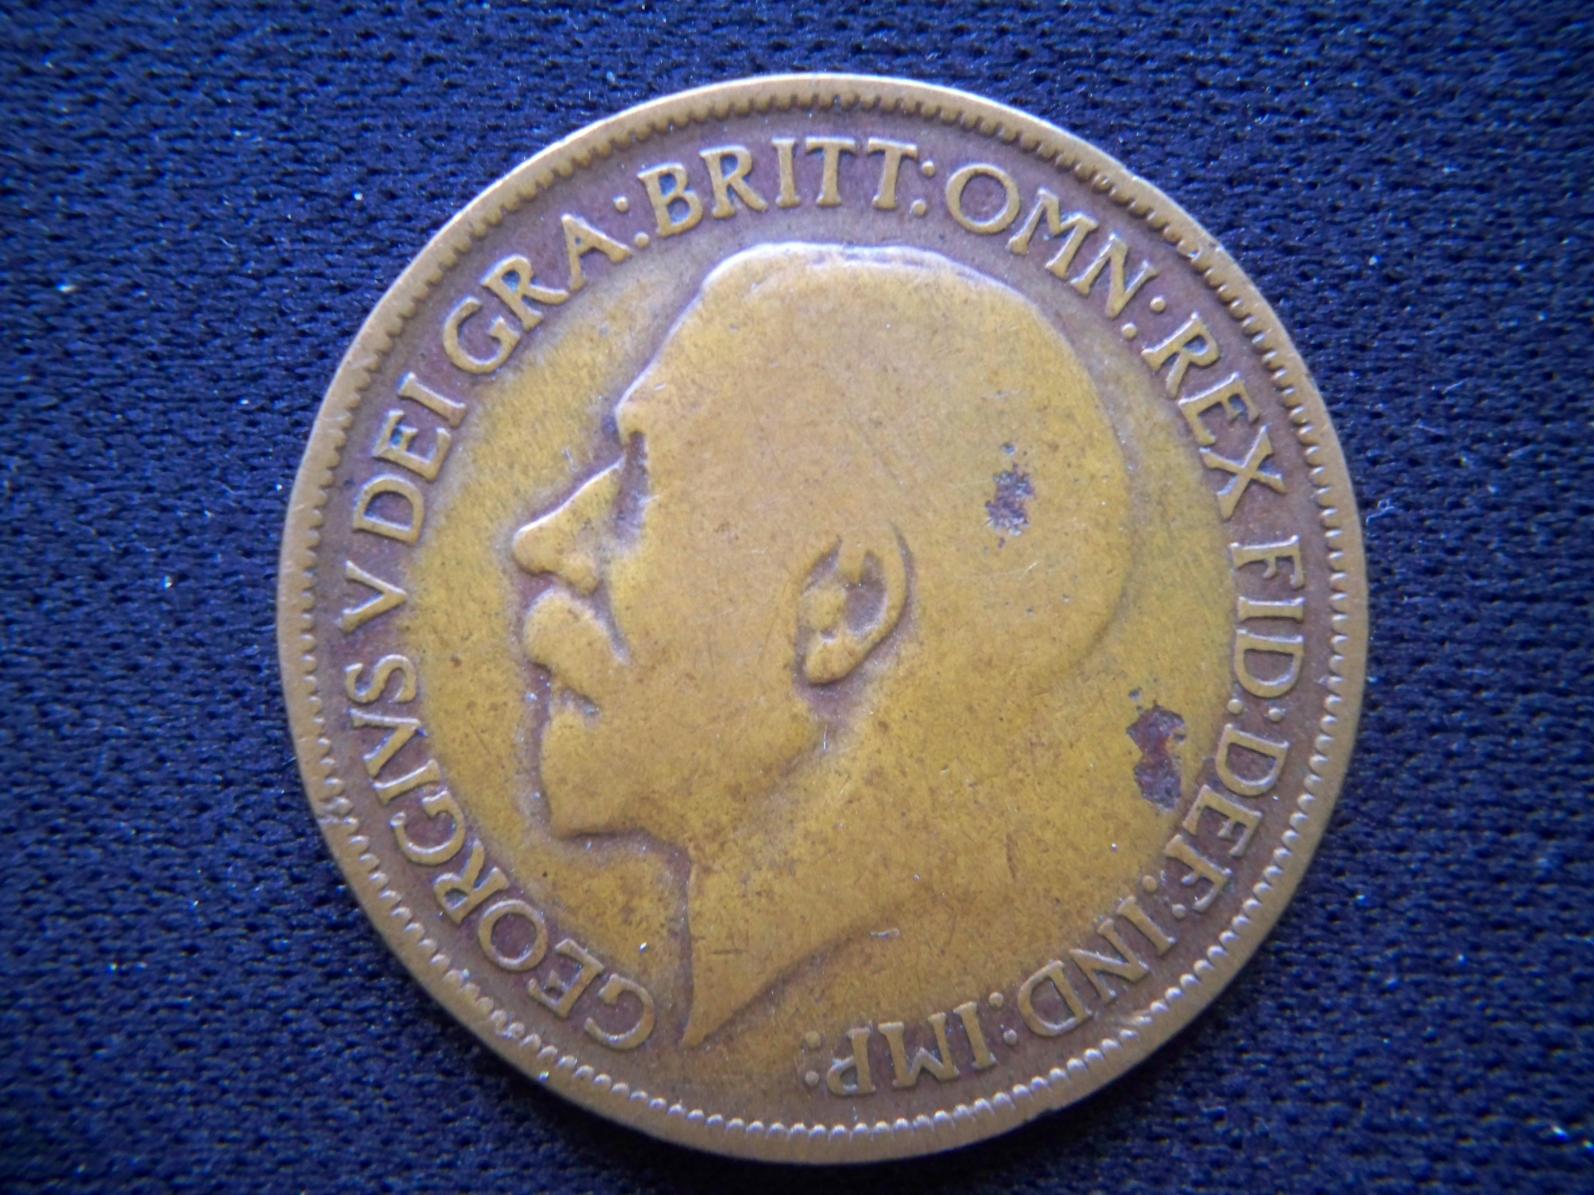 GEORGIVS V DEI GRA: BRITT: OMN: REX FID: DEF: IND: IMP: